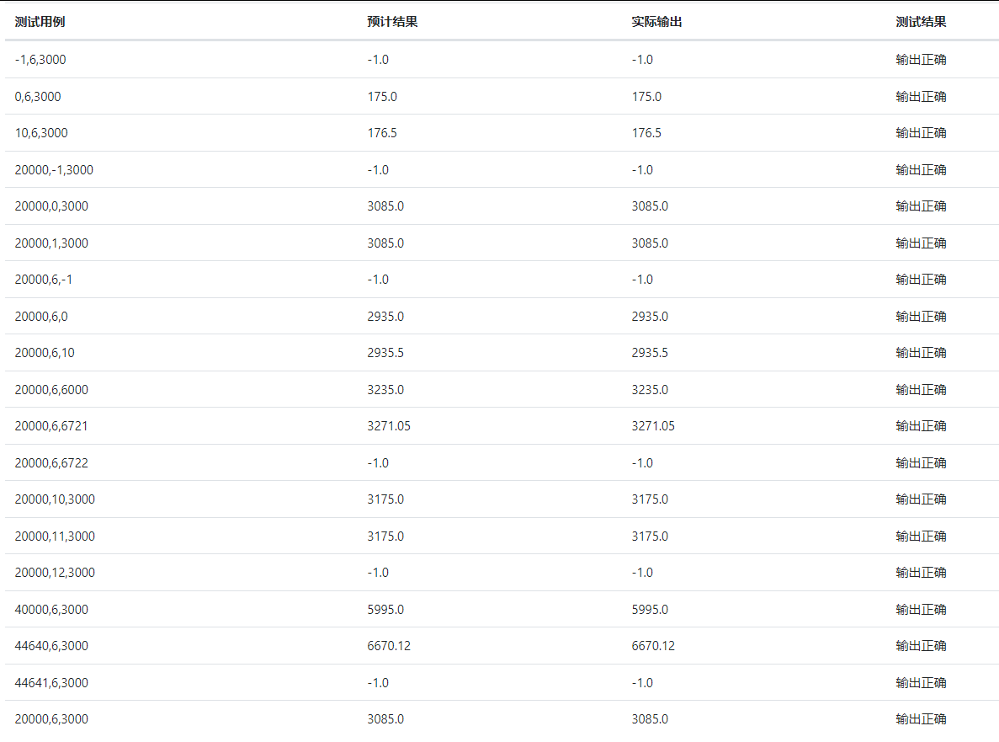 测试用例 预计结果 实际输出 测试结果
-1,6,3000 -1.0 -1.0 输出正确
0,6,3000 175.0 175.0 输出正确
10,6,3000 176.5 176.5 输出正确
20000,-1,3000 -1.0 -1.0 输出正确
20000,0,3000 3085.0 3085.0 输出正确
20000,1,3000 3085.0 3085.0 输出正确
20000,6,-1 -1.0 -1.0 输出正确
20000,6,0 2935.0 2935.0 输出正确
20000,6,10 2935.5 2935.5 输出正确
20000,6,6000 3235.0 3235.0 输出正确
20000,6,6721 3271.05 3271.05 输出正确
20000,6,6722 -1.0 -1.0 输出正确
20000,10,3000 3175.0 3175.0 输出正确
20000,11,3000 3175.0 3175.0 输出正确
20000,12,3000 -1.0 -1.0 输出正确
40000,6,3000 5995.0 5995.0 输出正确
44640,6,3000 6670.12 6670.12 输出正确
44641,6,3000 -1.0 -1.0 输出正确
20000,6,3000 3085.0 3085.0 输出正确